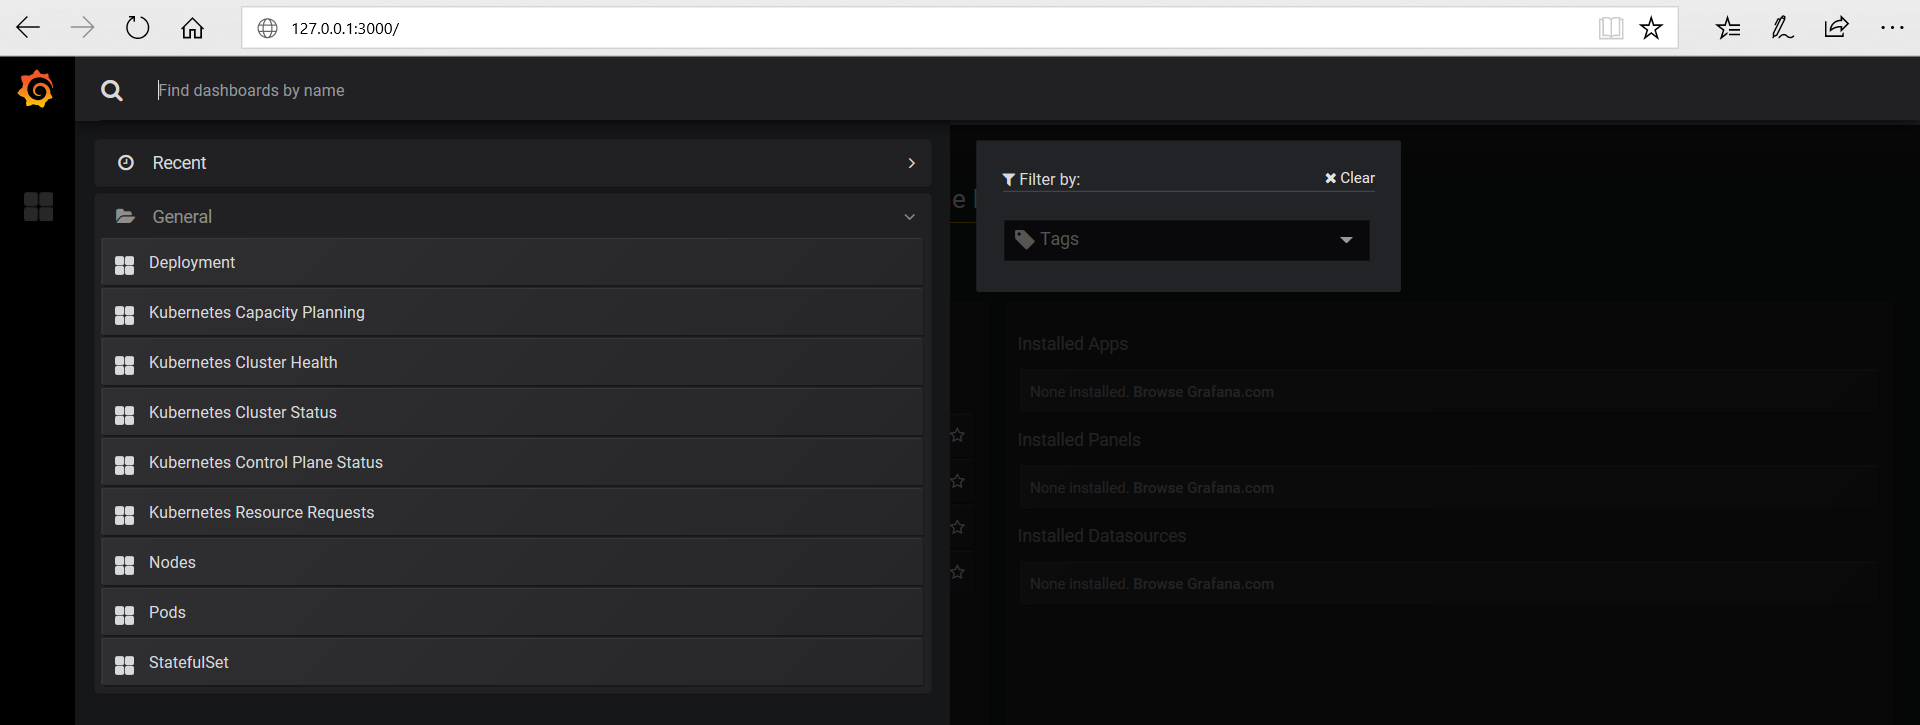 127.0.0.1:3000/
Find dashboards by name
Recent
General
Deployment
Kubernetes Capacity Planning
Kubernetes Cluster Health
Kubernetes Cluster Status
Kubernetes Control Plane Status
Kubernetes Resource Requests
Nodes
Pods
StatefulSet
Filter by:
Clear
Tags
Installed Apps
None installed. Browse Grafana.com
Installed Panels
None installed. Browse Grafana.com
Installed Datasources
None installed. Browse Grafana.com